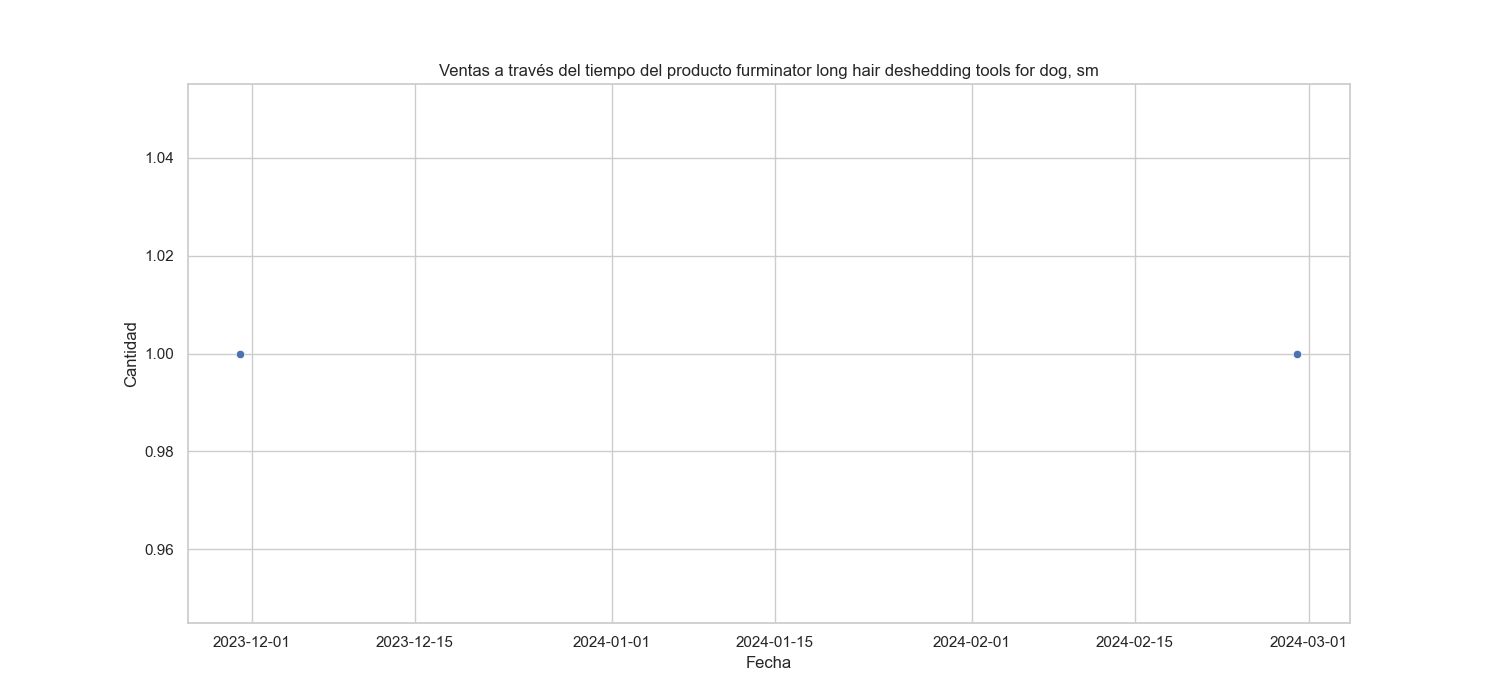 Ventas a través del tiempo del producto furminator long hair deshedding tools for dog, sm
1.04
1.02
1.00
0.98
0.96
Cantidad
2023-12-01 2023-12-15 2024-01-01 2024-01-15 2024-02-01 2024-02-15 2024-03-01
Fecha